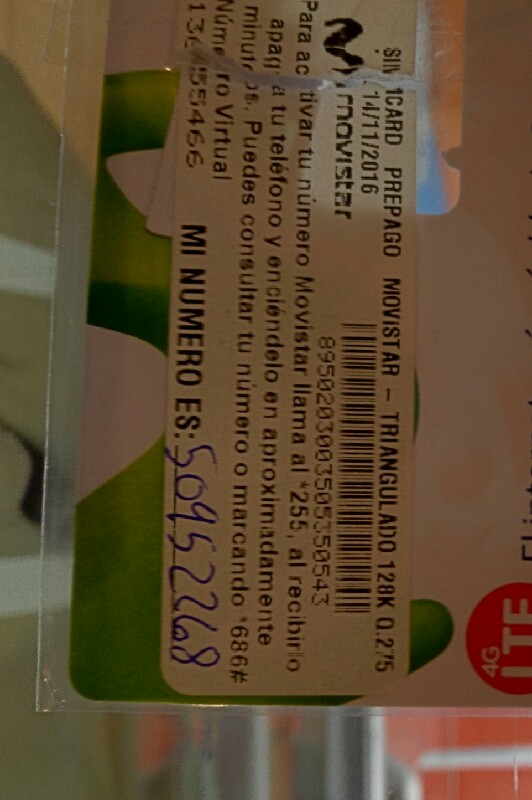 SIMCARD PREPAGO MOVISTAR - TRIANGULADO 128K 0.275
14/11/2016
movistar
8950203003505350543
Para activar tu número Movistar llama al *255, al recibirlo
apaga tu teléfono y enciéndelo en aproximadamente
minutos. Puedes consultar tu número o marcando *686#
Número Virtual
MI NUMERO ES: 50952268
4G
LTE